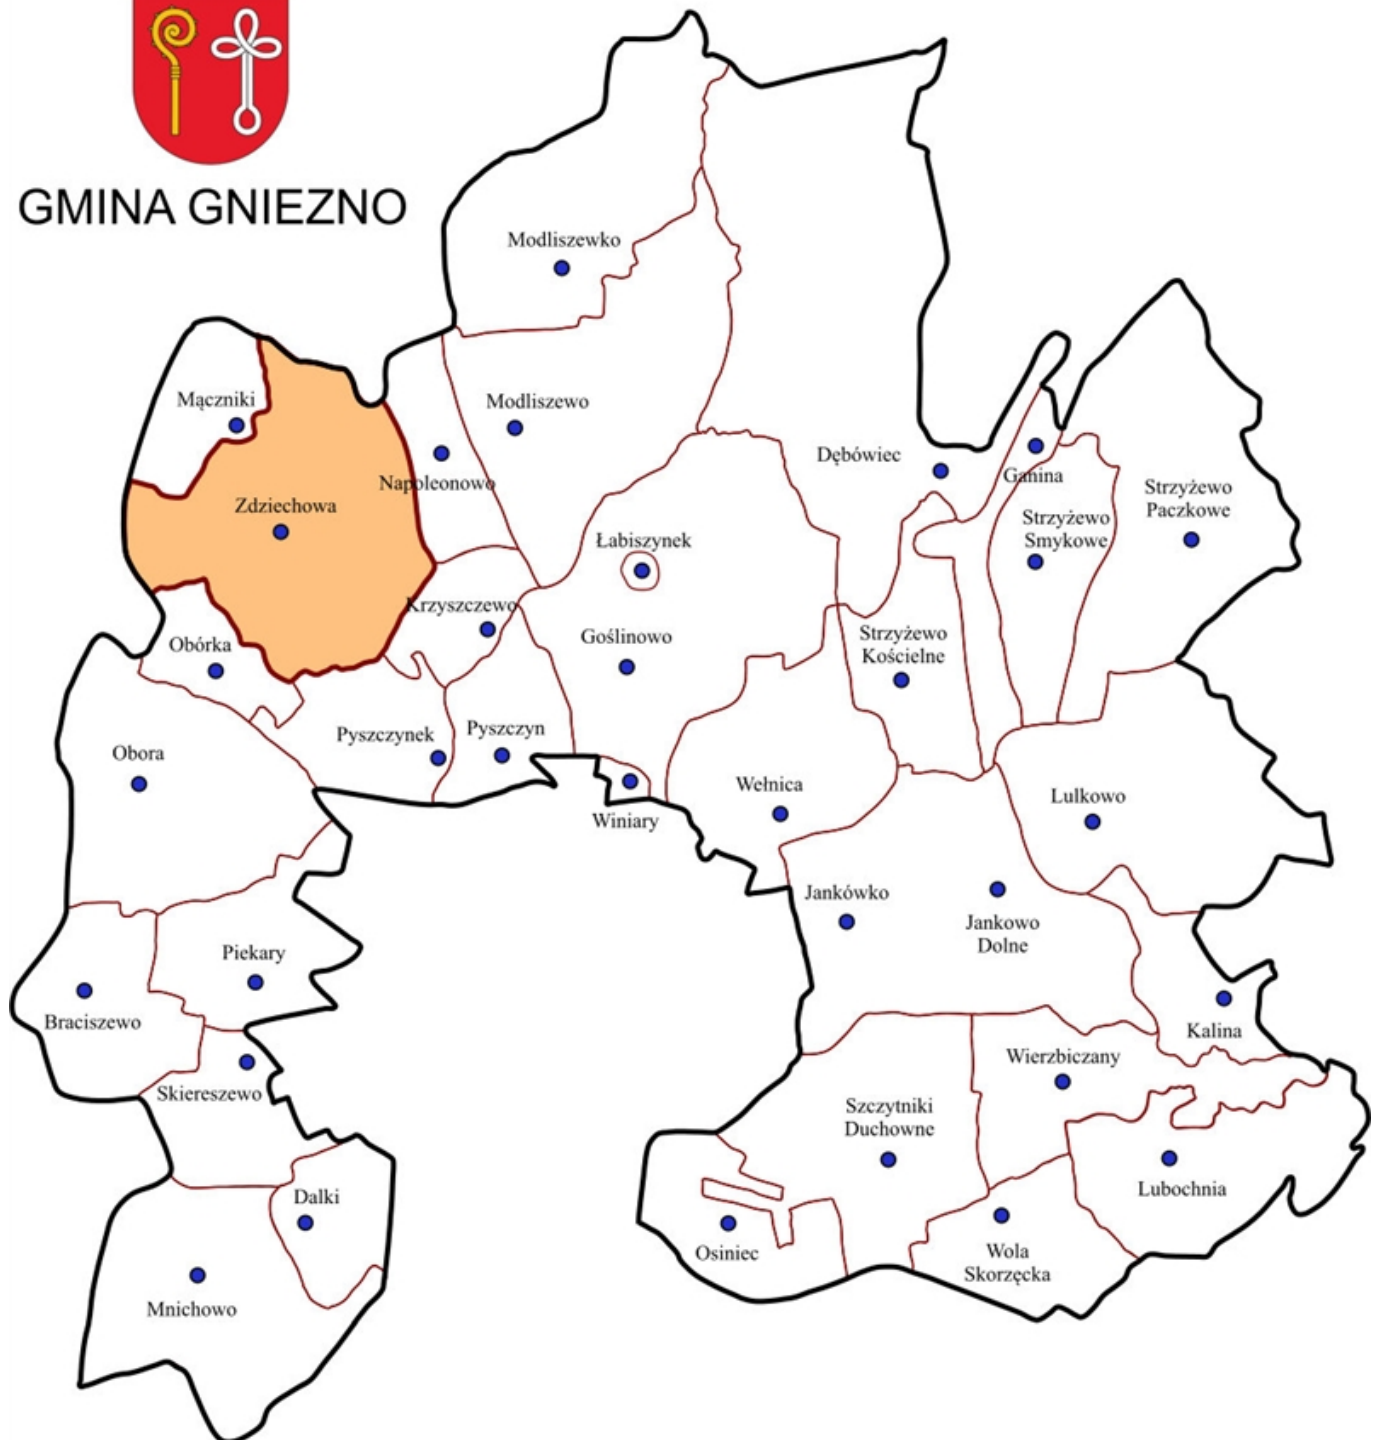 GMINA GNIEZNO
Modliszewko
Mączniki
Modliszewo
Napoleonowo
Zdziechowa
Dębówiec
Ganina
Strzyżewo
Paczkowe
Strzyżewo
Smykowe
Łabiszynek
Krzyszczewo
Goślinowo
Strzyżewo
Kościelne
Obórka
Obora
Pyszczynek
Pyszczyn
Winiary
Wełnica
Lulkowo
Jankówko
Jankowo
Dolne
Piekary
Braciszewo
Kalina
Skiereszewo
Wierzbiczany
Szczytniki
Duchowne
Lubochnia
Dalki
Osiniec
Wola
Skorzęcka
Mnichowo